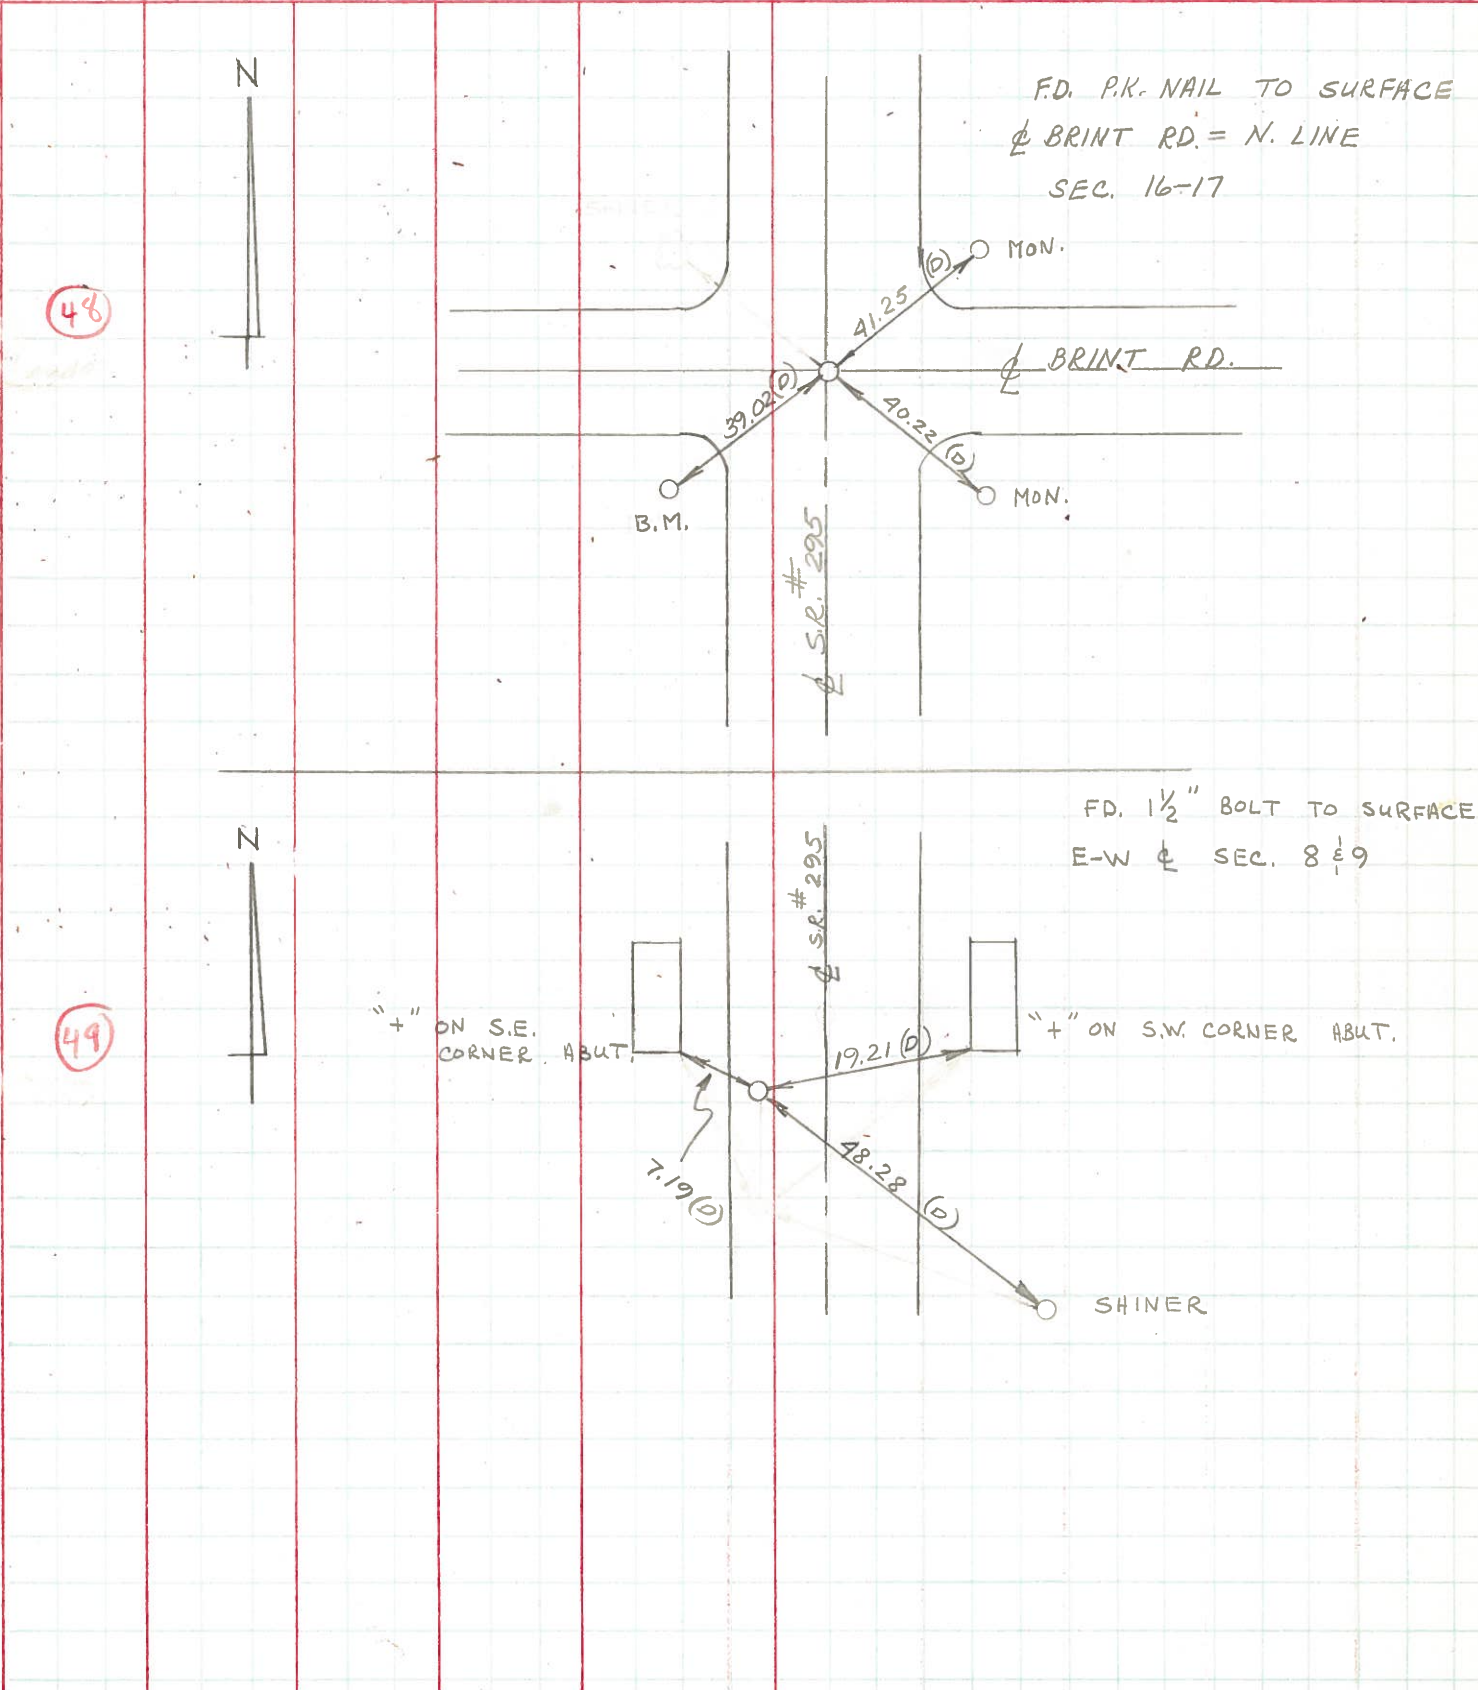 N
F.D. P.K. NAIL TO SURFACE
℄ BRINT RD. = N. LINE
SEC. 16-17
48
MON.
41.25 (D)
℄ BRINT RD.
39.02 (D)
40.22 (D)
B.M.
MON.
℄ S.R. # 295
FD. 1½" BOLT TO SURFACE
E-W ℄ SEC. 8 & 9
N
℄ S.R. # 295
49
"+" ON S.E.
CORNER ABUT.
"+" ON S.W. CORNER ABUT.
19.21 (D)
7.19 (D)
48.28 (D)
SHINER